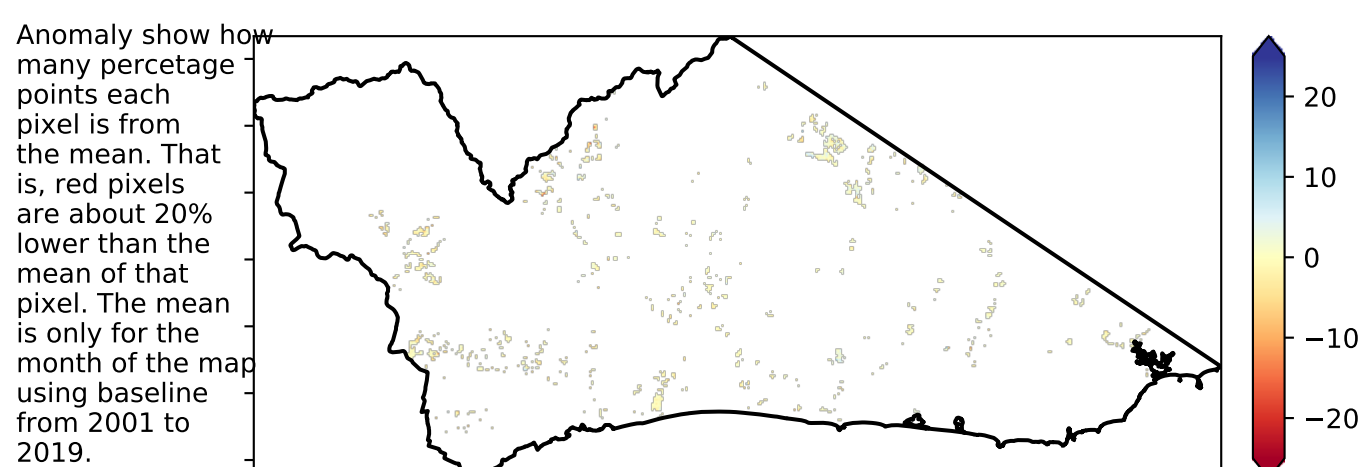 Anomaly show how
many percetage
points each
pixel is from
the mean. That
is, red pixels
are about 20%
lower than the
mean of that
pixel. The mean
is only for the
month of the map
using baseline
from 2001 to
2019.
20
10
0
−10
−20